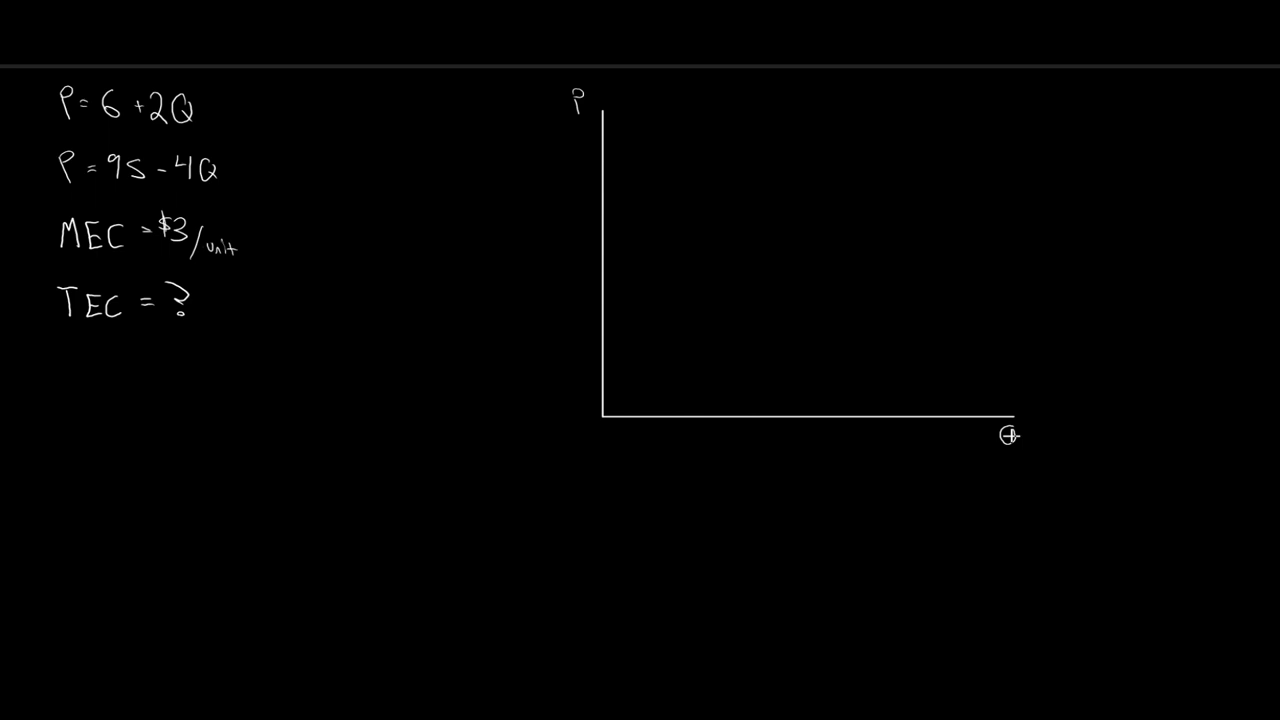 P = 6 + 2Q
P = 95 - 4Q
MEC = $3/unit
TEC = ?
P
Q